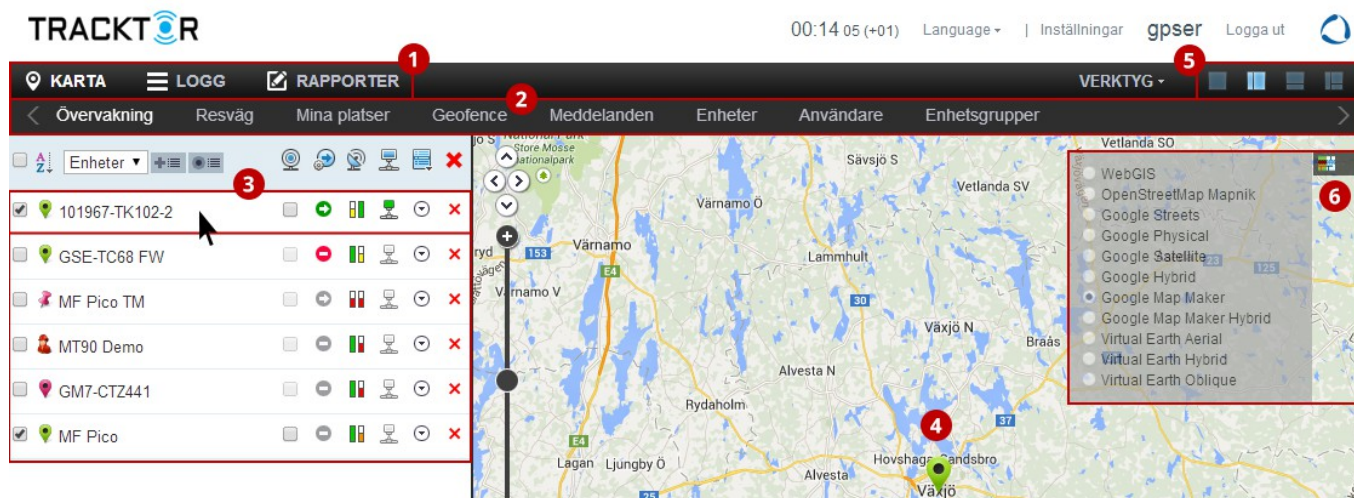 TRACKTOR
00:14 05 (+01) Language | Inställningar gpser Logga ut
1
5
KARTA LOGG RAPPORTER VERKTYG
2
Övervakning Resväg Mina platser Geofence Meddelanden Enheter Användare Enhetsgrupper
A Z Enheter
3
101967-TK102-2
GSE-TC68 FW
MF Pico TM
MT90 Demo
GM7-CTZ441
MF Pico
Store Mosse
nationalpark
Sävsjö S
Vetlanda SO
Vetlanda SV
Värnamo Ö
Värnamo
153
E4
Lammhult
Värnamo V
30
Växjö N
Braås
Alvesta N
Rydaholm
37
4
E4
Lagan Ljungby Ö
Hovshaga Sandsbro
Alvesta
Växjö
25
WebGIS
OpenStreetMap Mapnik
6
Google Streets
Google Physical
Google Satellite
23
125
Google Hybrid
Google Map Maker
Google Map Maker Hybrid
Virtual Earth Aerial
Virtual Earth Hybrid
Virtual Earth Oblique